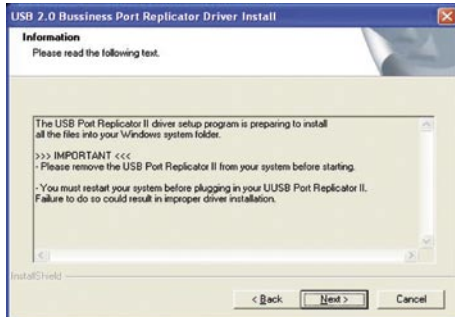 USB 2.0 Bussiness Port Replicator Driver Install
Information
Please read the following text.
The USB Port Replicator II driver setup program is preparing to install
all the files into your Windows system folder.
>>> IMPORTANT <<<
- Please remove the USB Port Replicator II from your system before starting.
- You must restart your system before plugging in your UUSB Port Replicator II.
Failure to do so could result in improper driver installation.
InstallShield
< Back
Next >
Cancel